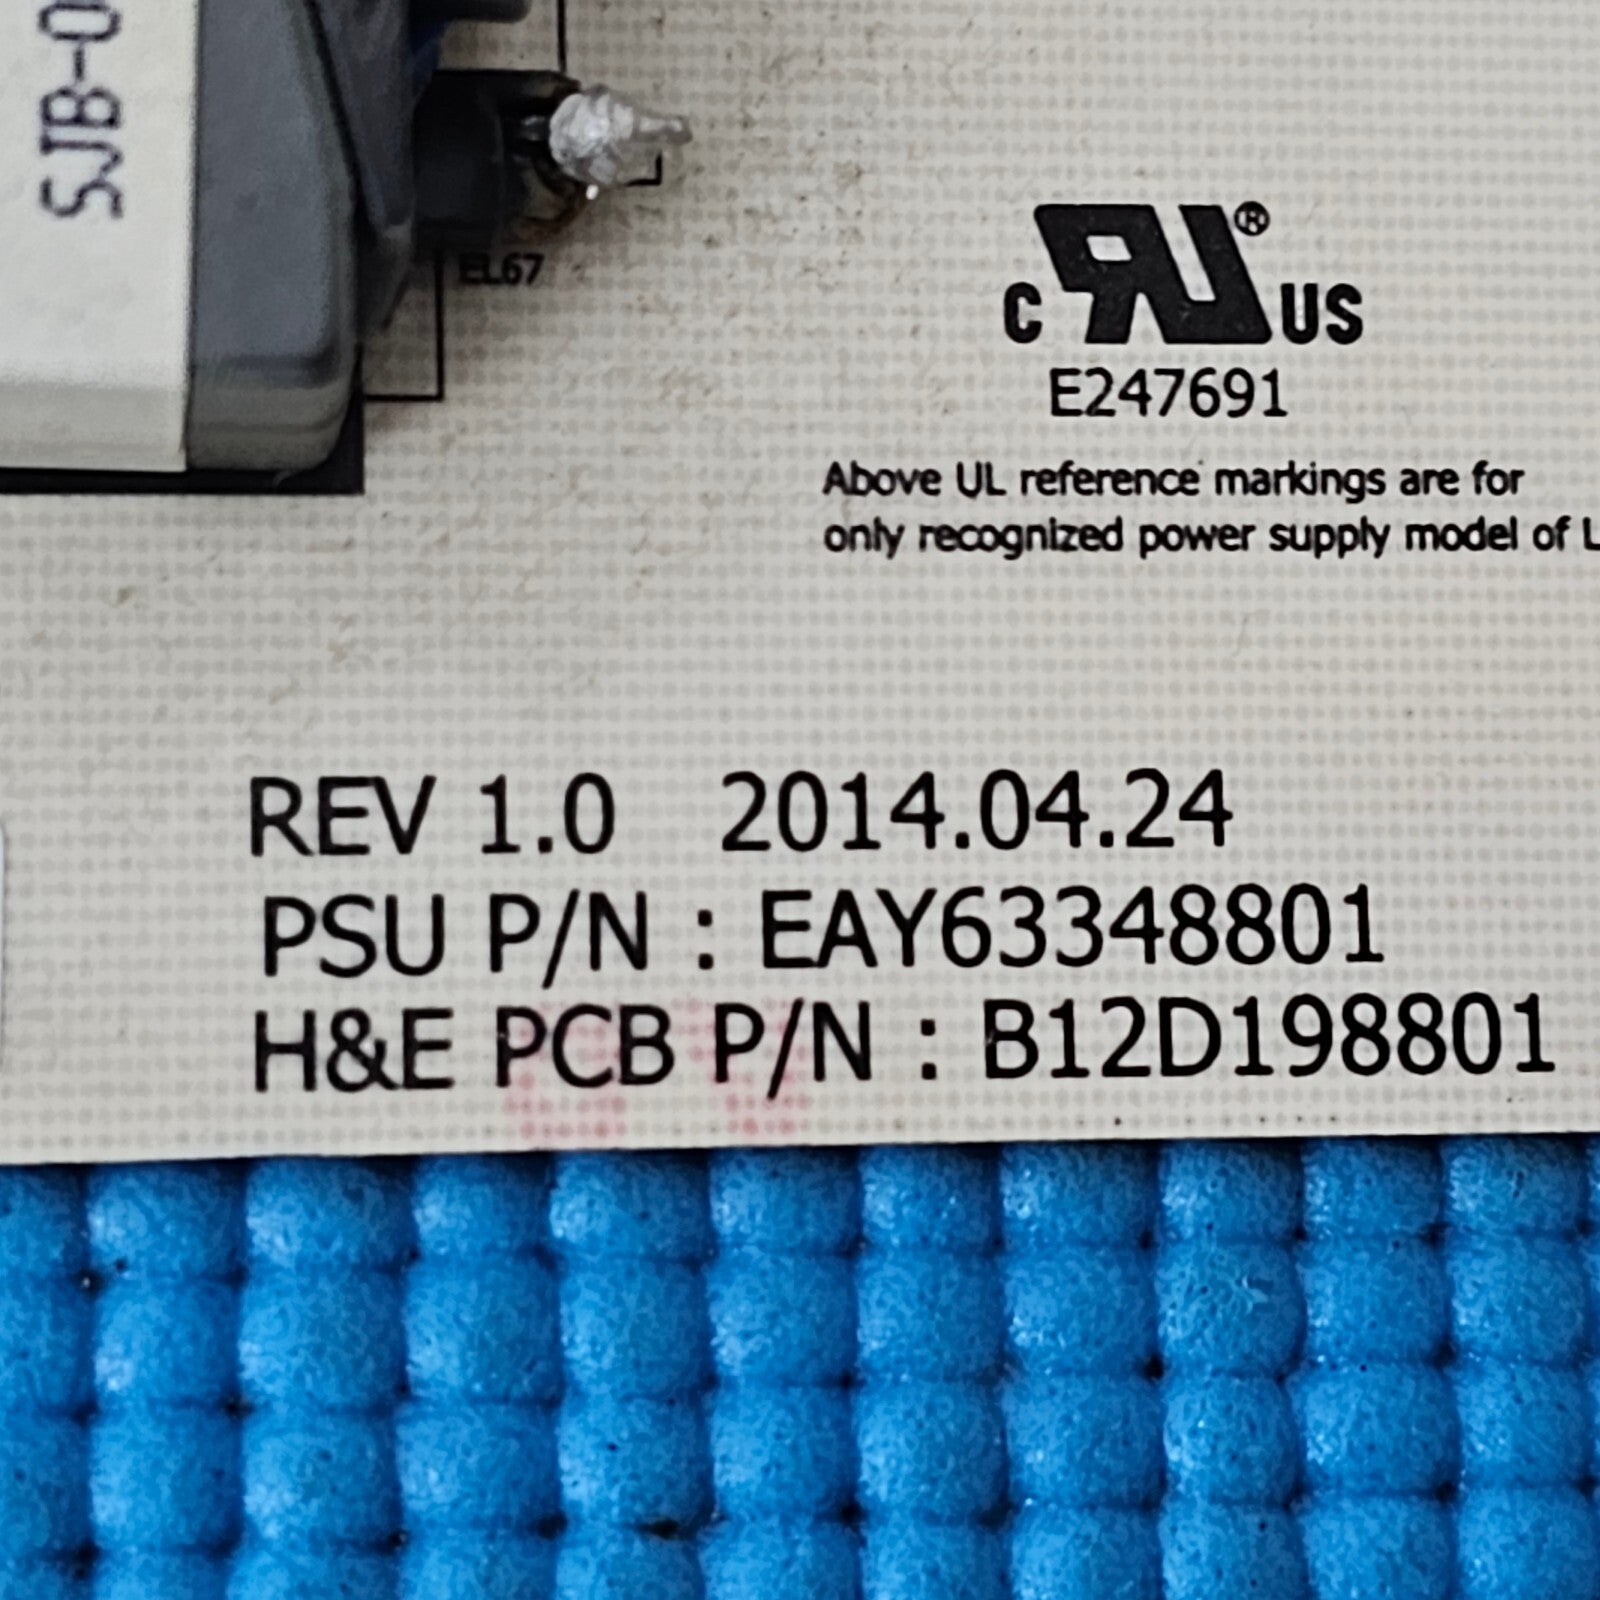 SJB-0
EL67
C RU® US
E247691
Above UL reference markings are for
only recognized power supply model of L
REV 1.0 2014.04.24
PSU P/N : EAY63348801
H&E PCB P/N : B12D198801